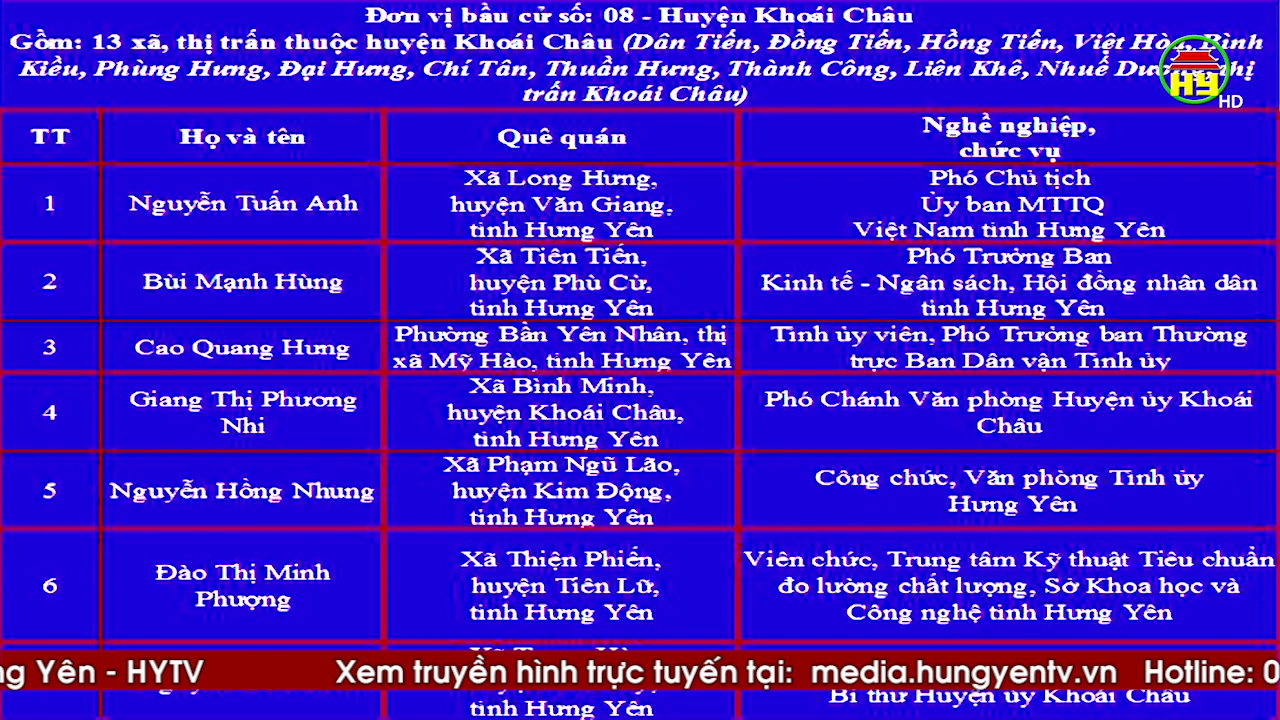 Đơn vị bầu cử số: 08 - Huyện Khoái Châu
Gồm: 13 xã, thị trấn thuộc huyện Khoái Châu (Dân Tiến, Đồng Tiến, Hồng Tiến, Việt Hòa, Bình
Kiều, Phùng Hưng, Đại Hưng, Chí Tân, Thuần Hưng, Thành Công, Liên Khê, Nhuế Dương, thị
trấn Khoái Châu)
HY
HD
TT
Họ và tên
Quê quán
Nghề nghiệp,
chức vụ
1
Nguyễn Tuấn Anh
Xã Long Hưng,
huyện Văn Giang,
tỉnh Hưng Yên
Phó Chủ tịch
Ủy ban MTTQ
Việt Nam tỉnh Hưng Yên
2
Bùi Mạnh Hùng
Xã Tiên Tiến,
huyện Phù Cừ,
tỉnh Hưng Yên
Phó Trưởng Ban
Kinh tế - Ngân sách, Hội đồng nhân dân
tỉnh Hưng Yên
3
Cao Quang Hưng
Phường Bần Yên Nhân, thị
xã Mỹ Hào, tỉnh Hưng Yên
Tỉnh ủy viên, Phó Trưởng ban Thường
trực Ban Dân vận Tỉnh ủy
4
Giang Thị Phương
Nhi
Xã Bình Minh,
huyện Khoái Châu,
tỉnh Hưng Yên
Phó Chánh Văn phòng Huyện ủy Khoái
Châu
5
Nguyễn Hồng Nhung
Xã Phạm Ngũ Lão,
huyện Kim Động,
tỉnh Hưng Yên
Công chức, Văn phòng Tỉnh ủy
Hưng Yên
6
Đào Thị Minh
Phượng
Xã Thiện Phiến,
huyện Tiên Lữ,
tỉnh Hưng Yên
Viên chức, Trung tâm Kỹ thuật Tiêu chuẩn
đo lường chất lượng, Sở Khoa học và
Công nghệ tỉnh Hưng Yên
ng Yên - HYTV Xem truyền hình trực tuyến tại: media.hungyentv.vn Hotline: 0
tỉnh Hưng Yên
Bí thư Huyện ủy Khoái Châu